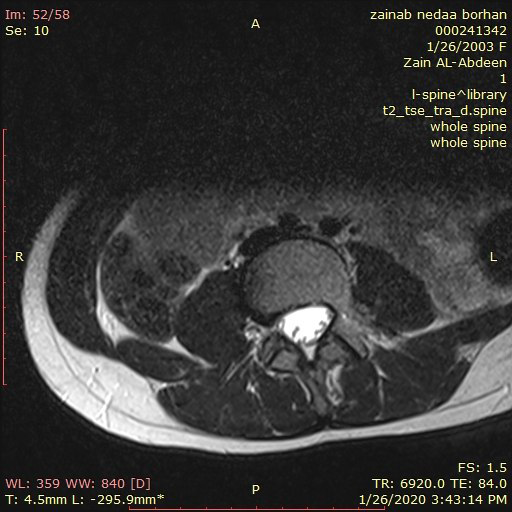 Im: 52/58
Se: 10
A
zainab nedaa borhan
000241342
1/26/2003 F
Zain AL-Abdeen
1
l-spine^library
t2_tse_tra_d.spine
whole spine
whole spine
R
L
WL: 359 WW: 840 [D]
T: 4.5mm L: -295.9mm*
P
FS: 1.5
TR: 6920.0 TE: 84.0
1/26/2020 3:43:14 PM